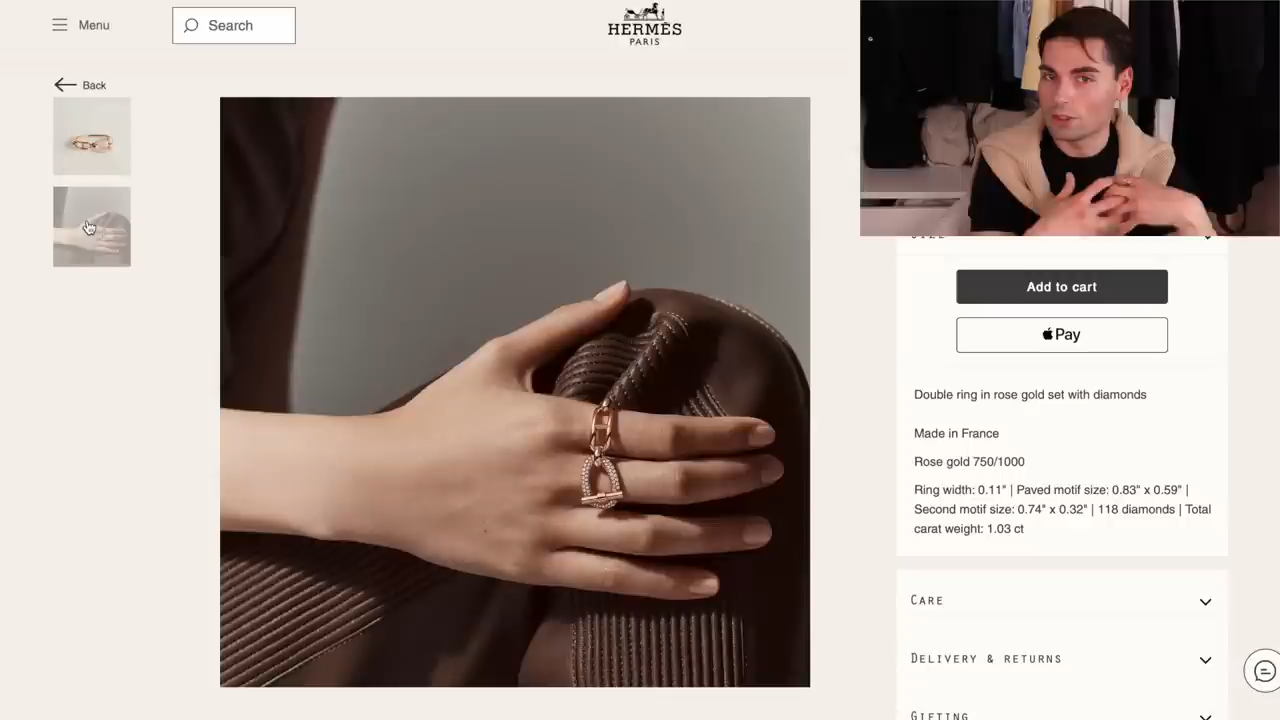 Menu
Search
HERMÈS
PARIS
Back
Add to cart
Pay
Double ring in rose gold set with diamonds
Made in France
Rose gold 750/1000
Ring width: 0.11" | Paved motif size: 0.83" x 0.59" |
Second motif size: 0.74" x 0.32" | 118 diamonds | Total
carat weight: 1.03 ct
CARE
DELIVERY & RETURNS
GIFTING